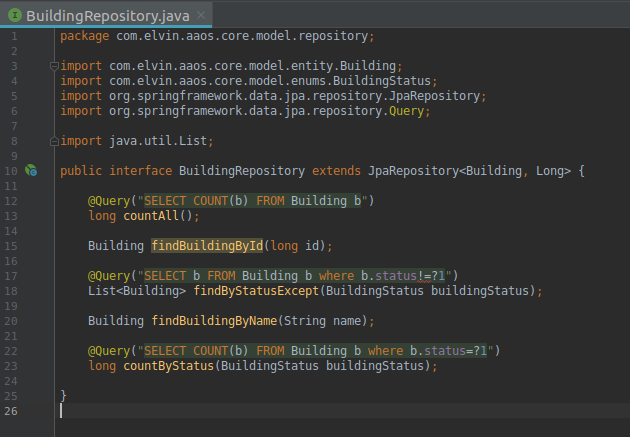 BuildingRepository.java
1 package com.elvin.aaos.core.model.repository;
2
3 import com.elvin.aaos.core.model.entity.Building;
4 import com.elvin.aaos.core.model.enums.BuildingStatus;
5 import org.springframework.data.jpa.repository.JpaRepository;
6 import org.springframework.data.jpa.repository.Query;
7
8 import java.util.List;
9
10 public interface BuildingRepository extends JpaRepository<Building, Long> {
11
12 @Query("SELECT COUNT(b) FROM Building b")
13 long countAll();
14
15 Building findBuildingById(long id);
16
17 @Query("SELECT b FROM Building b where b.status!=?1")
18 List<Building> findByStatusExcept(BuildingStatus buildingStatus);
19
20 Building findBuildingByName(String name);
21
22 @Query("SELECT COUNT(b) FROM Building b where b.status=?1")
23 long countByStatus(BuildingStatus buildingStatus);
24
25 }
26